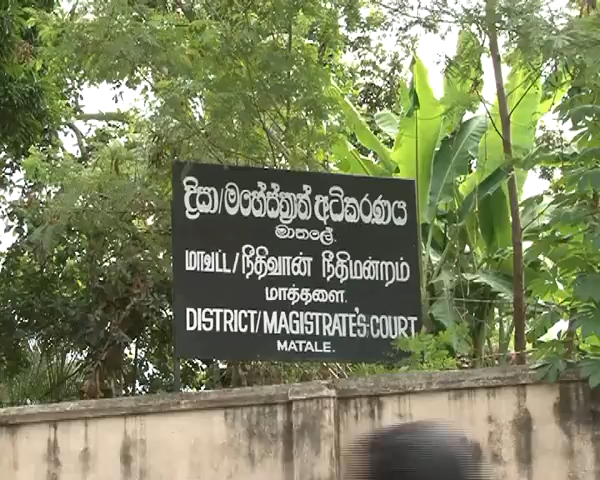 දිසා/මහේස්ත්‍රාත් අධිකරණය
මාතලේ.
மாவட்ட/நீதிவான் நீதிமன்றம்
மாத்தளை.
DISTRICT/MAGISTRATE'S:COURT
MATALE.